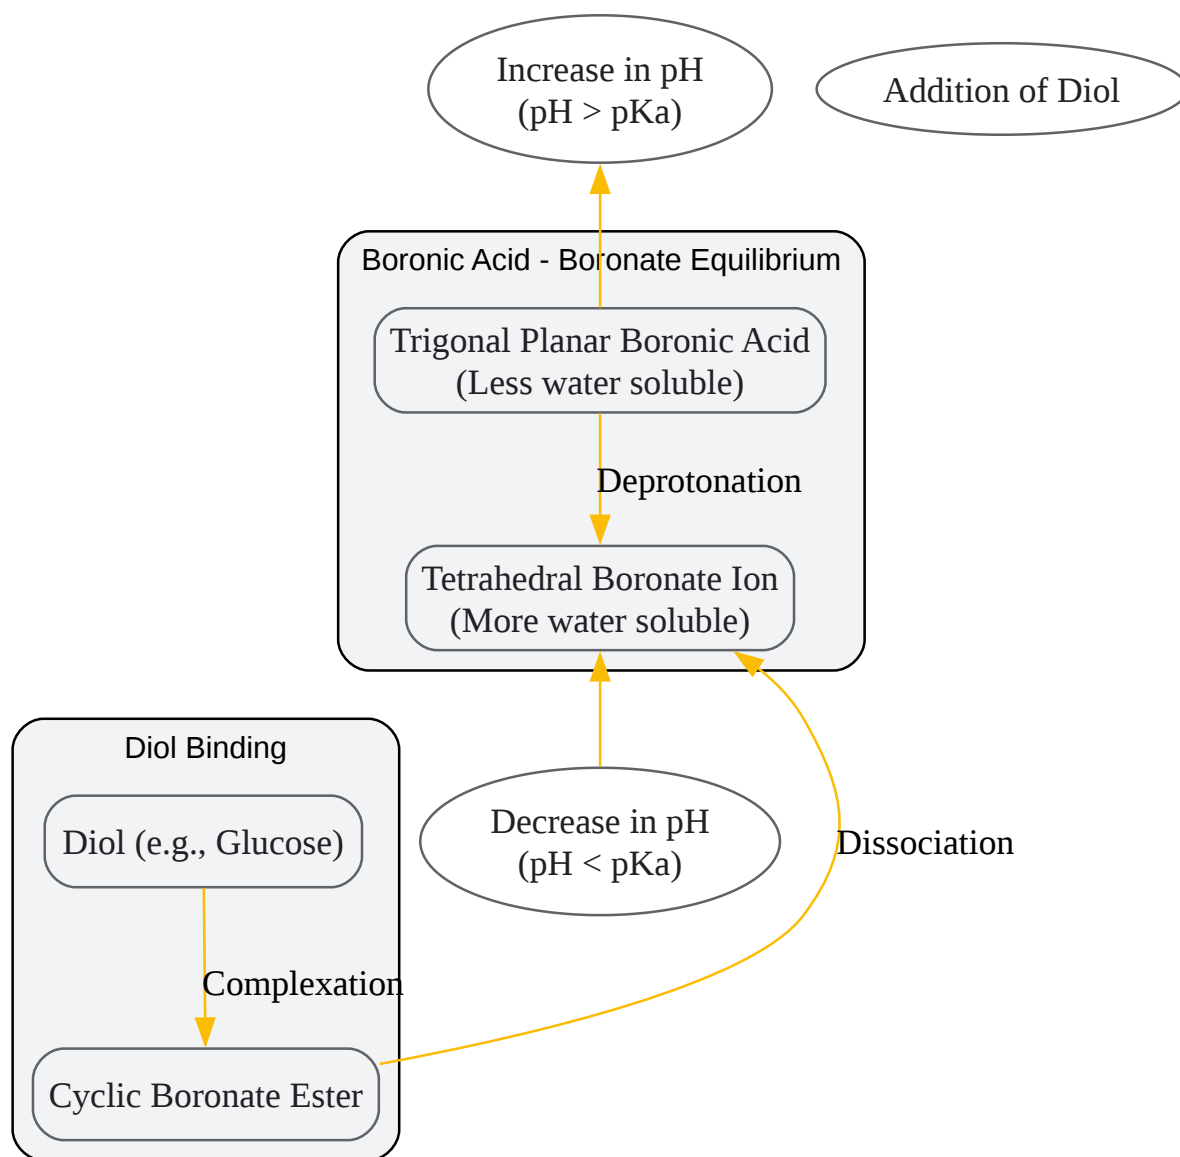 Increase in pH
(pH > pKa)
Addition of Diol
Boronic Acid - Boronate Equilibrium
Trigonal Planar Boronic Acid
(Less water soluble)
Deprotonation
Tetrahedral Boronate Ion
(More water soluble)
Diol Binding
Diol (e.g., Glucose)
Decrease in pH
(pH < pKa)
Dissociation
Complexation
Cyclic Boronate Ester